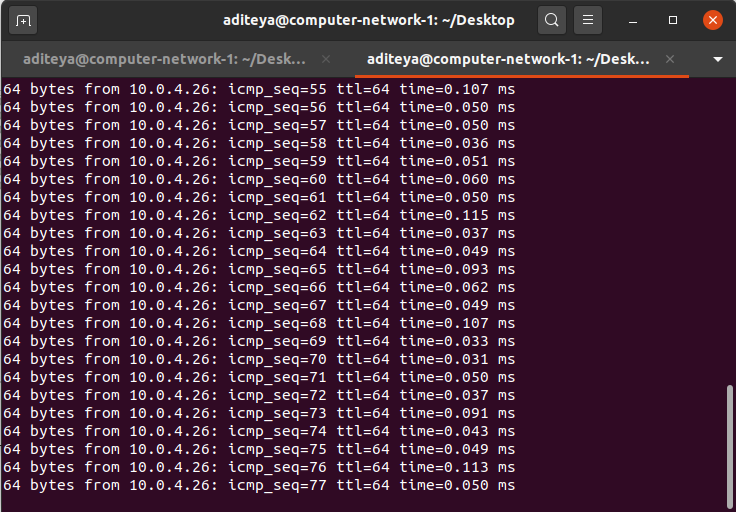 aditeya@computer-network-1: ~/Desktop
aditeya@computer-network-1: ~/Desk... aditeya@computer-network-1: ~/Desk...
64 bytes from 10.0.4.26: icmp_seq=55 ttl=64 time=0.107 ms
64 bytes from 10.0.4.26: icmp_seq=56 ttl=64 time=0.050 ms
64 bytes from 10.0.4.26: icmp_seq=57 ttl=64 time=0.050 ms
64 bytes from 10.0.4.26: icmp_seq=58 ttl=64 time=0.036 ms
64 bytes from 10.0.4.26: icmp_seq=59 ttl=64 time=0.051 ms
64 bytes from 10.0.4.26: icmp_seq=60 ttl=64 time=0.060 ms
64 bytes from 10.0.4.26: icmp_seq=61 ttl=64 time=0.050 ms
64 bytes from 10.0.4.26: icmp_seq=62 ttl=64 time=0.115 ms
64 bytes from 10.0.4.26: icmp_seq=63 ttl=64 time=0.037 ms
64 bytes from 10.0.4.26: icmp_seq=64 ttl=64 time=0.049 ms
64 bytes from 10.0.4.26: icmp_seq=65 ttl=64 time=0.093 ms
64 bytes from 10.0.4.26: icmp_seq=66 ttl=64 time=0.062 ms
64 bytes from 10.0.4.26: icmp_seq=67 ttl=64 time=0.049 ms
64 bytes from 10.0.4.26: icmp_seq=68 ttl=64 time=0.107 ms
64 bytes from 10.0.4.26: icmp_seq=69 ttl=64 time=0.033 ms
64 bytes from 10.0.4.26: icmp_seq=70 ttl=64 time=0.031 ms
64 bytes from 10.0.4.26: icmp_seq=71 ttl=64 time=0.050 ms
64 bytes from 10.0.4.26: icmp_seq=72 ttl=64 time=0.037 ms
64 bytes from 10.0.4.26: icmp_seq=73 ttl=64 time=0.091 ms
64 bytes from 10.0.4.26: icmp_seq=74 ttl=64 time=0.043 ms
64 bytes from 10.0.4.26: icmp_seq=75 ttl=64 time=0.049 ms
64 bytes from 10.0.4.26: icmp_seq=76 ttl=64 time=0.113 ms
64 bytes from 10.0.4.26: icmp_seq=77 ttl=64 time=0.050 ms